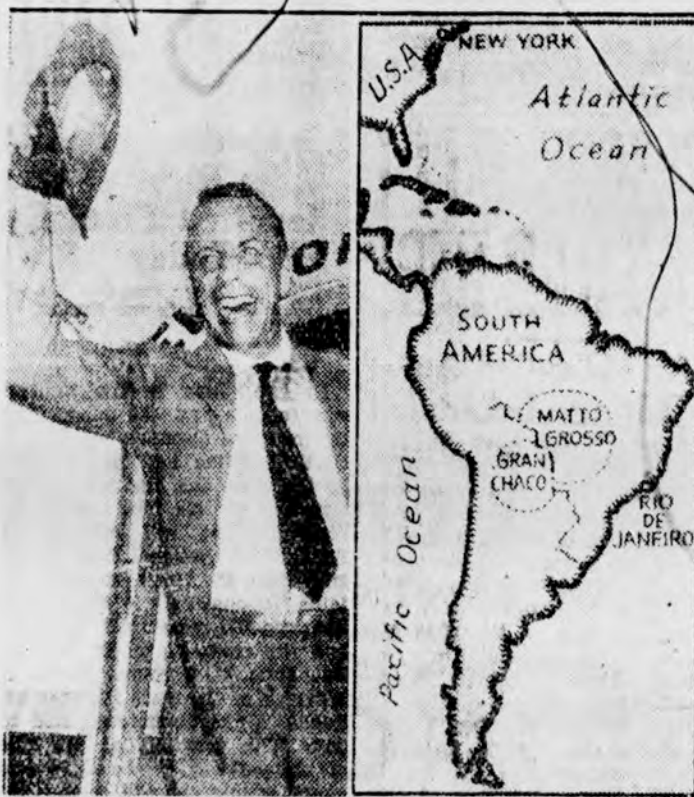 NEW YORK
U.S.A.
Atlantic
Ocean
SOUTH
AMERICA
MATTO
GROSSO
GRAN
CHACO
Pacific Ocean
RIO
DE
JANEIRO